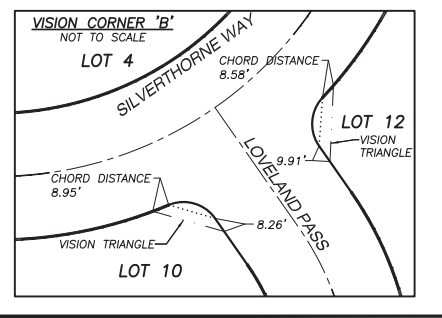 VISION CORNER 'B'
NOT TO SCALE
LOT 4
SILVERTHORNE WAY
CHORD DISTANCE
8.58'
LOT 12
VISION
TRIANGLE
9.91'
LOVELAND PASS
CHORD DISTANCE
8.95'
8.26'
VISION TRIANGLE
LOT 10